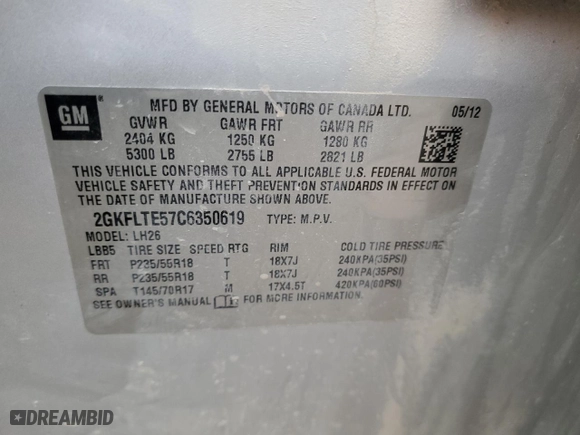 GM ®
MFD BY GENERAL MOTORS OF CANADA LTD. 05/12
GVWR GAWR FRT GAWR RR
2404 KG 1250 KG 1280 KG
5300 LB 2755 LB 2821 LB
THIS VEHICLE CONFORMS TO ALL APPLICABLE U.S. FEDERAL MOTOR
VEHICLE SAFETY AND THEFT PREVENTION STANDARDS IN EFFECT ON
THE DATE OF MANUFACTURE SHOWN ABOVE.
2GKFLTE57C6350619 TYPE: M.P.V.
MODEL: LH26
LBB5 TIRE SIZE SPEED RTG RIM COLD TIRE PRESSURE
FRT P235/55R18 T 18X7J 240KPA(35PSI)
RR P235/55R18 T 18X7J 240KPA(35PSI)
SPA T145/70R17 M 17X4.5T 420KPA(60PSI)
SEE OWNER'S MANUAL FOR MORE INFORMATION.
DREAMBID